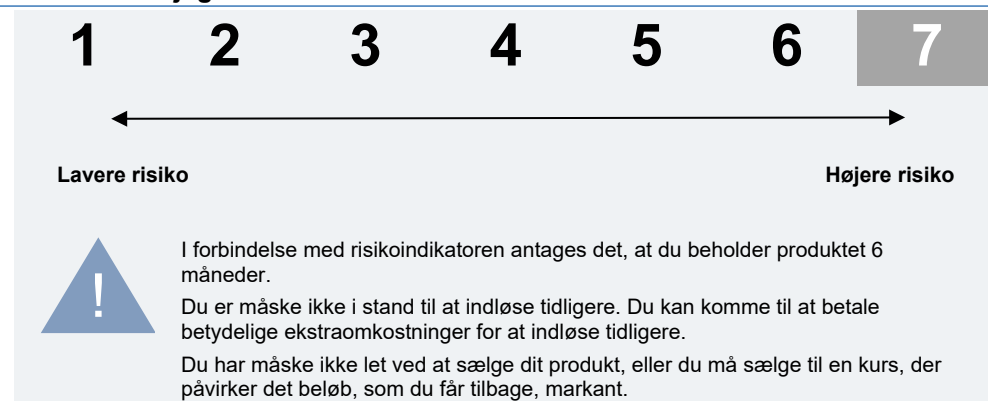 1 2 3 4 5 6 7
Lavere risiko Højere risiko
!
I forbindelse med risikoindikatoren antages det, at du beholder produktet 6
måneder.
Du er måske ikke i stand til at indløse tidligere. Du kan komme til at betale
betydelige ekstraomkostninger for at indløse tidligere.
Du har måske ikke let ved at sælge dit produkt, eller du må sælge til en kurs, der
påvirker det beløb, som du får tilbage, markant.